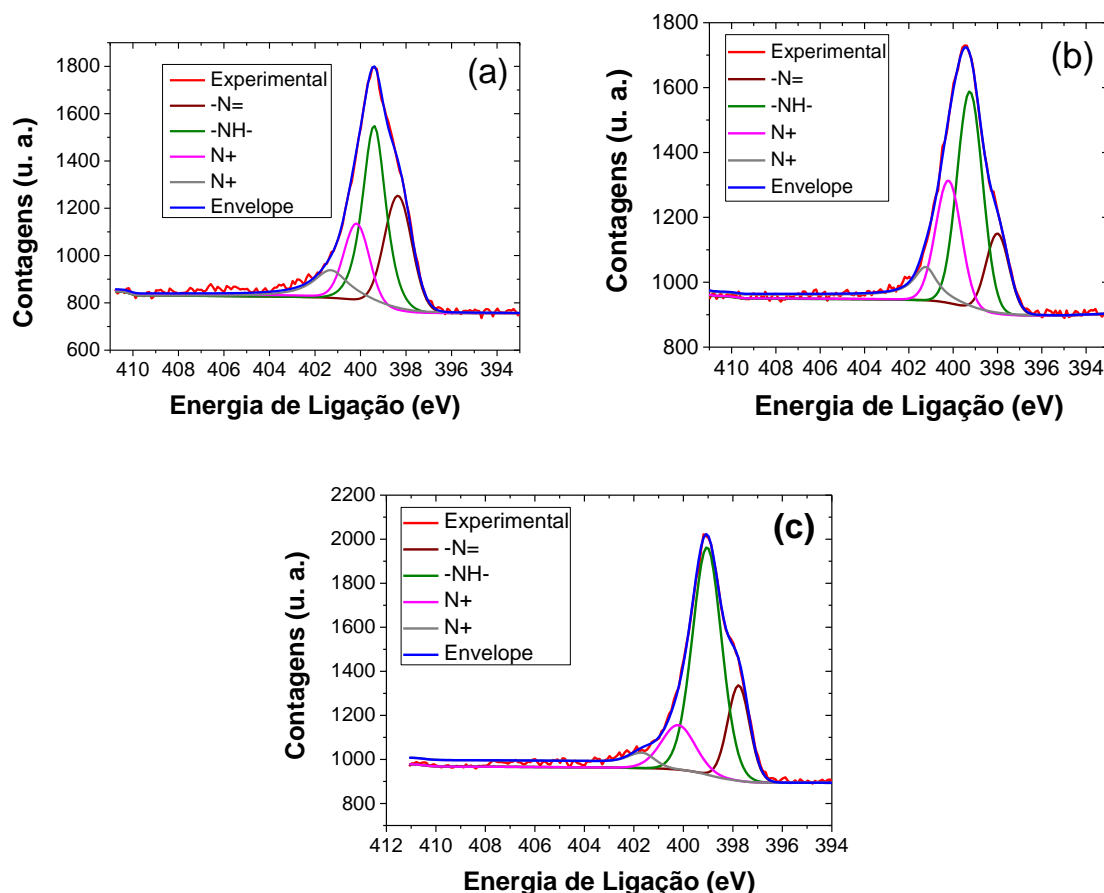 (a)
1800
1600
1400
1200
1000
800
600
Contagens (u. a.)
Experimental
-N=
-NH-
N+
N+
Envelope
410 408 406 404 402 400 398 396 394
Energia de Ligação (eV)
(b)
1800
1600
1400
1200
1000
800
Contagens (u. a.)
Experimental
-N=
-NH-
N+
N+
Envelope
410 408 406 404 402 400 398 396 394
Energia de Ligação (eV)
(c)
2200
2000
1800
1600
1400
1200
1000
800
Contagens (u. a.)
Experimental
-N=
-NH-
N+
N+
Envelope
412 410 408 406 404 402 400 398 396 394
Energia de Ligação (eV)